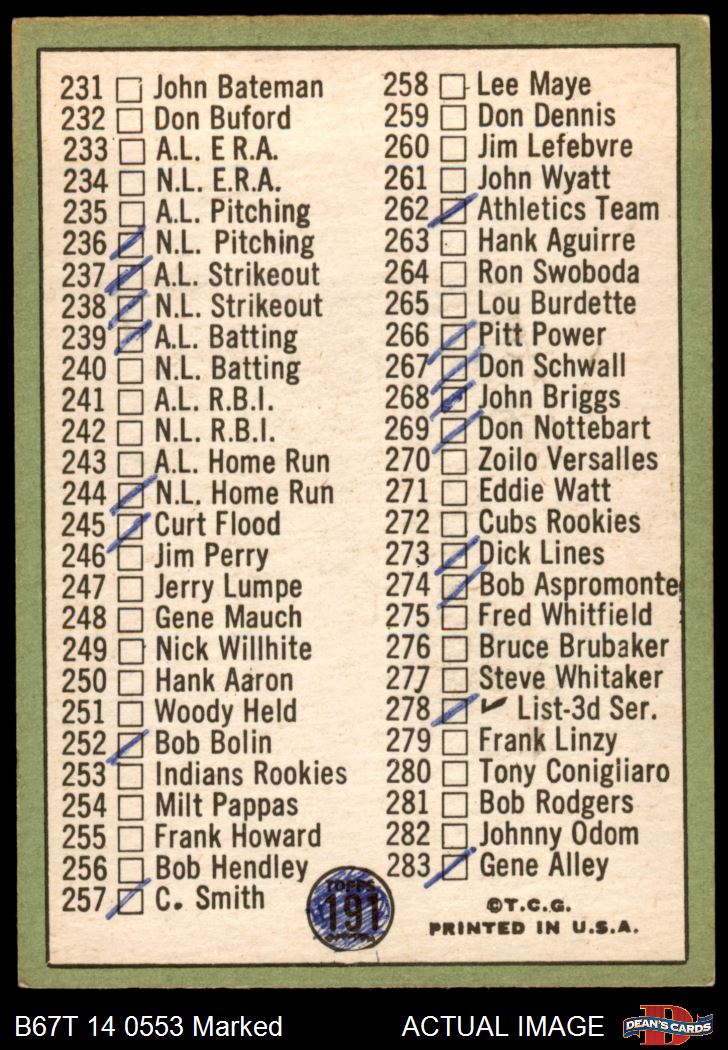 231 John Bateman
232 Don Buford
233 A.L. E R.A.
234 N.L. E.R.A.
235 A.L. Pitching
236 N.L. Pitching
237 A.L. Strikeout
238 N.L. Strikeout
239 A.L. Batting
240 N.L. Batting
241 A.L. R.B.I.
242 N.L. R.B.I.
243 A.L. Home Run
244 N.L. Home Run
245 Curt Flood
246 Jim Perry
247 Jerry Lumpe
248 Gene Mauch
249 Nick Willhite
250 Hank Aaron
251 Woody Held
252 Bob Bolin
253 Indians Rookies
254 Milt Pappas
255 Frank Howard
256 Bob Hendley
257 C. Smith
258 Lee Maye
259 Don Dennis
260 Jim Lefebvre
261 John Wyatt
262 Athletics Team
263 Hank Aguirre
264 Ron Swoboda
265 Lou Burdette
266 Pitt Power
267 Don Schwall
268 John Briggs
269 Don Nottebart
270 Zoilo Versalles
271 Eddie Watt
272 Cubs Rookies
273 Dick Lines
274 Bob Aspromonte
275 Fred Whitfield
276 Bruce Brubaker
277 Steve Whitaker
278 ✓ List-3d Ser.
279 Frank Linzy
280 Tony Conigliaro
281 Bob Rodgers
282 Johnny Odom
283 Gene Alley
TOPPS
191
©T.C.G.
PRINTED IN U.S.A.
B67T 14 0553 Marked
ACTUAL IMAGE
D
DEAN'S CARDS